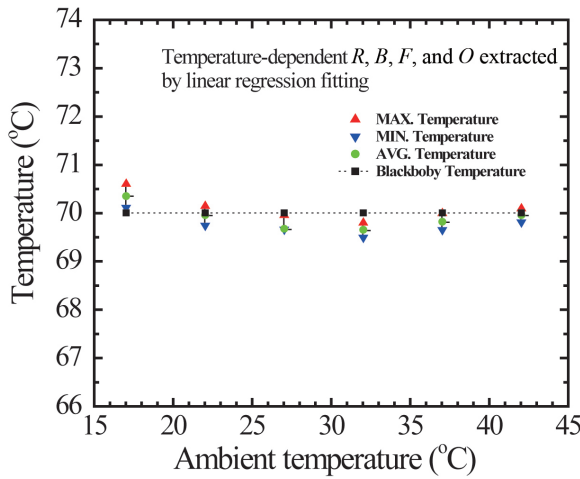 74
73
72
71
70
69
68
67
66
Temperature (°C)
Temperature-dependent R, B, F, and O extracted
by linear regression fitting
MAX. Temperature
MIN. Temperature
AVG. Temperature
Blackboby Temperature
15 20 25 30 35 40 45
Ambient temperature (°C)